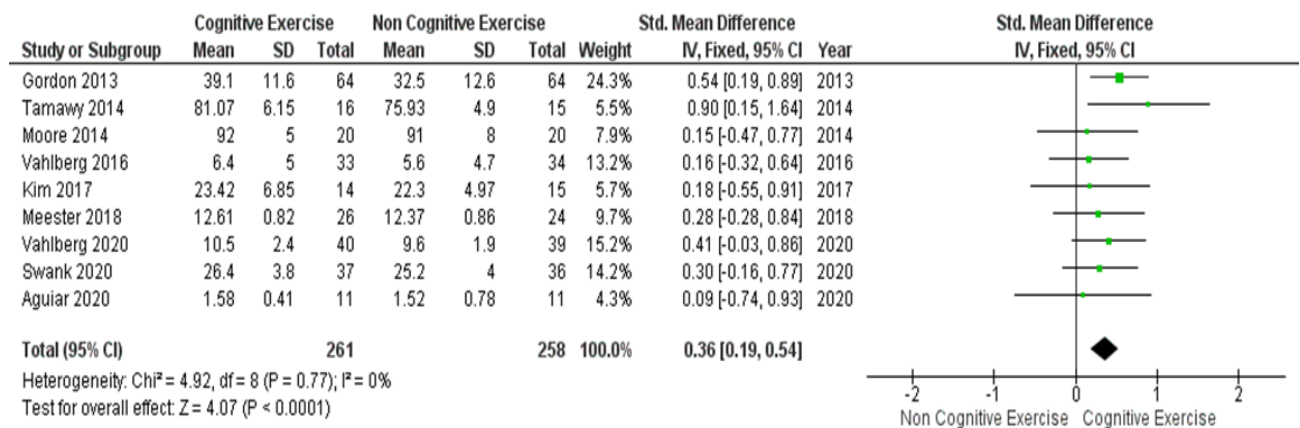 Cognitive Exercise Non Cognitive Exercise Std. Mean Difference Std. Mean Difference
Study or Subgroup Mean SD Total Mean SD Total Weight IV, Fixed, 95% CI Year IV, Fixed, 95% CI
Gordon 2013 39.1 11.6 64 32.5 12.6 64 24.3% 0.54 [0.19, 0.89] 2013
Tamawy 2014 81.07 6.15 16 75.93 4.9 15 5.5% 0.90 [0.15, 1.64] 2014
Moore 2014 92 5 20 91 8 20 7.9% 0.15 [-0.47, 0.77] 2014
Vahlberg 2016 6.4 5 33 5.6 4.7 34 13.2% 0.16 [-0.32, 0.64] 2016
Kim 2017 23.42 6.85 14 22.3 4.97 15 5.7% 0.18 [-0.55, 0.91] 2017
Meester 2018 12.61 0.82 26 12.37 0.86 24 9.7% 0.28 [-0.28, 0.84] 2018
Vahlberg 2020 10.5 2.4 40 9.6 1.9 39 15.2% 0.41 [-0.03, 0.86] 2020
Swank 2020 26.4 3.8 37 25.2 4 36 14.2% 0.30 [-0.16, 0.77] 2020
Aguiar 2020 1.58 0.41 11 1.52 0.78 11 4.3% 0.09 [-0.74, 0.93] 2020
Total (95% CI) 261 258 100.0% 0.36 [0.19, 0.54]
Heterogeneity: Chi² = 4.92, df = 8 (P = 0.77); I² = 0%
Test for overall effect: Z = 4.07 (P < 0.0001)
-2 -1 0 1 2
Non Cognitive Exercise Cognitive Exercise